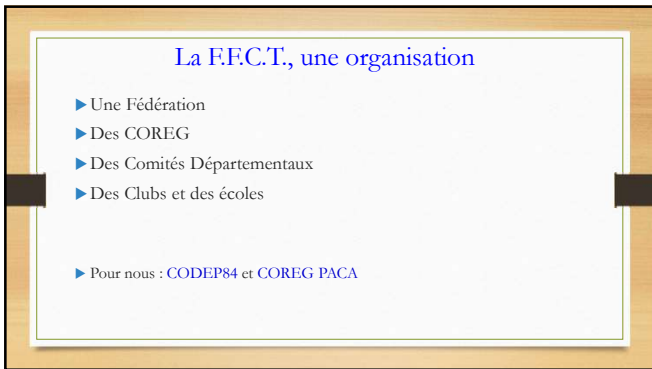 La F.F.C.T., une organisation
Une Fédération
Des COREG
Des Comités Départementaux
Des Clubs et des écoles
Pour nous : CODEP84 et COREG PACA